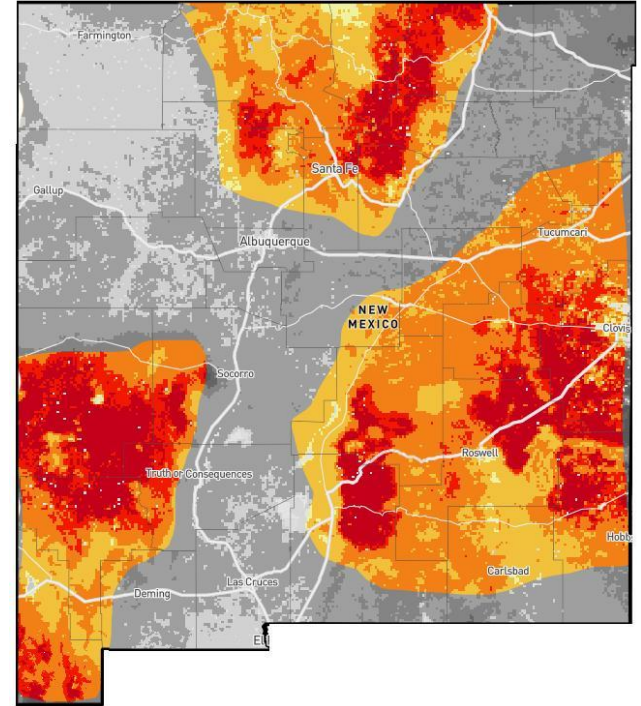 Farmington
Santa Fe
Gallup
Tucumcari
Albuquerque
NEW
MEXICO
Clovis
Socorro
Roswell
Truth or Consequences
Hobb
Carlsbad
Las Cruces
Deming
El